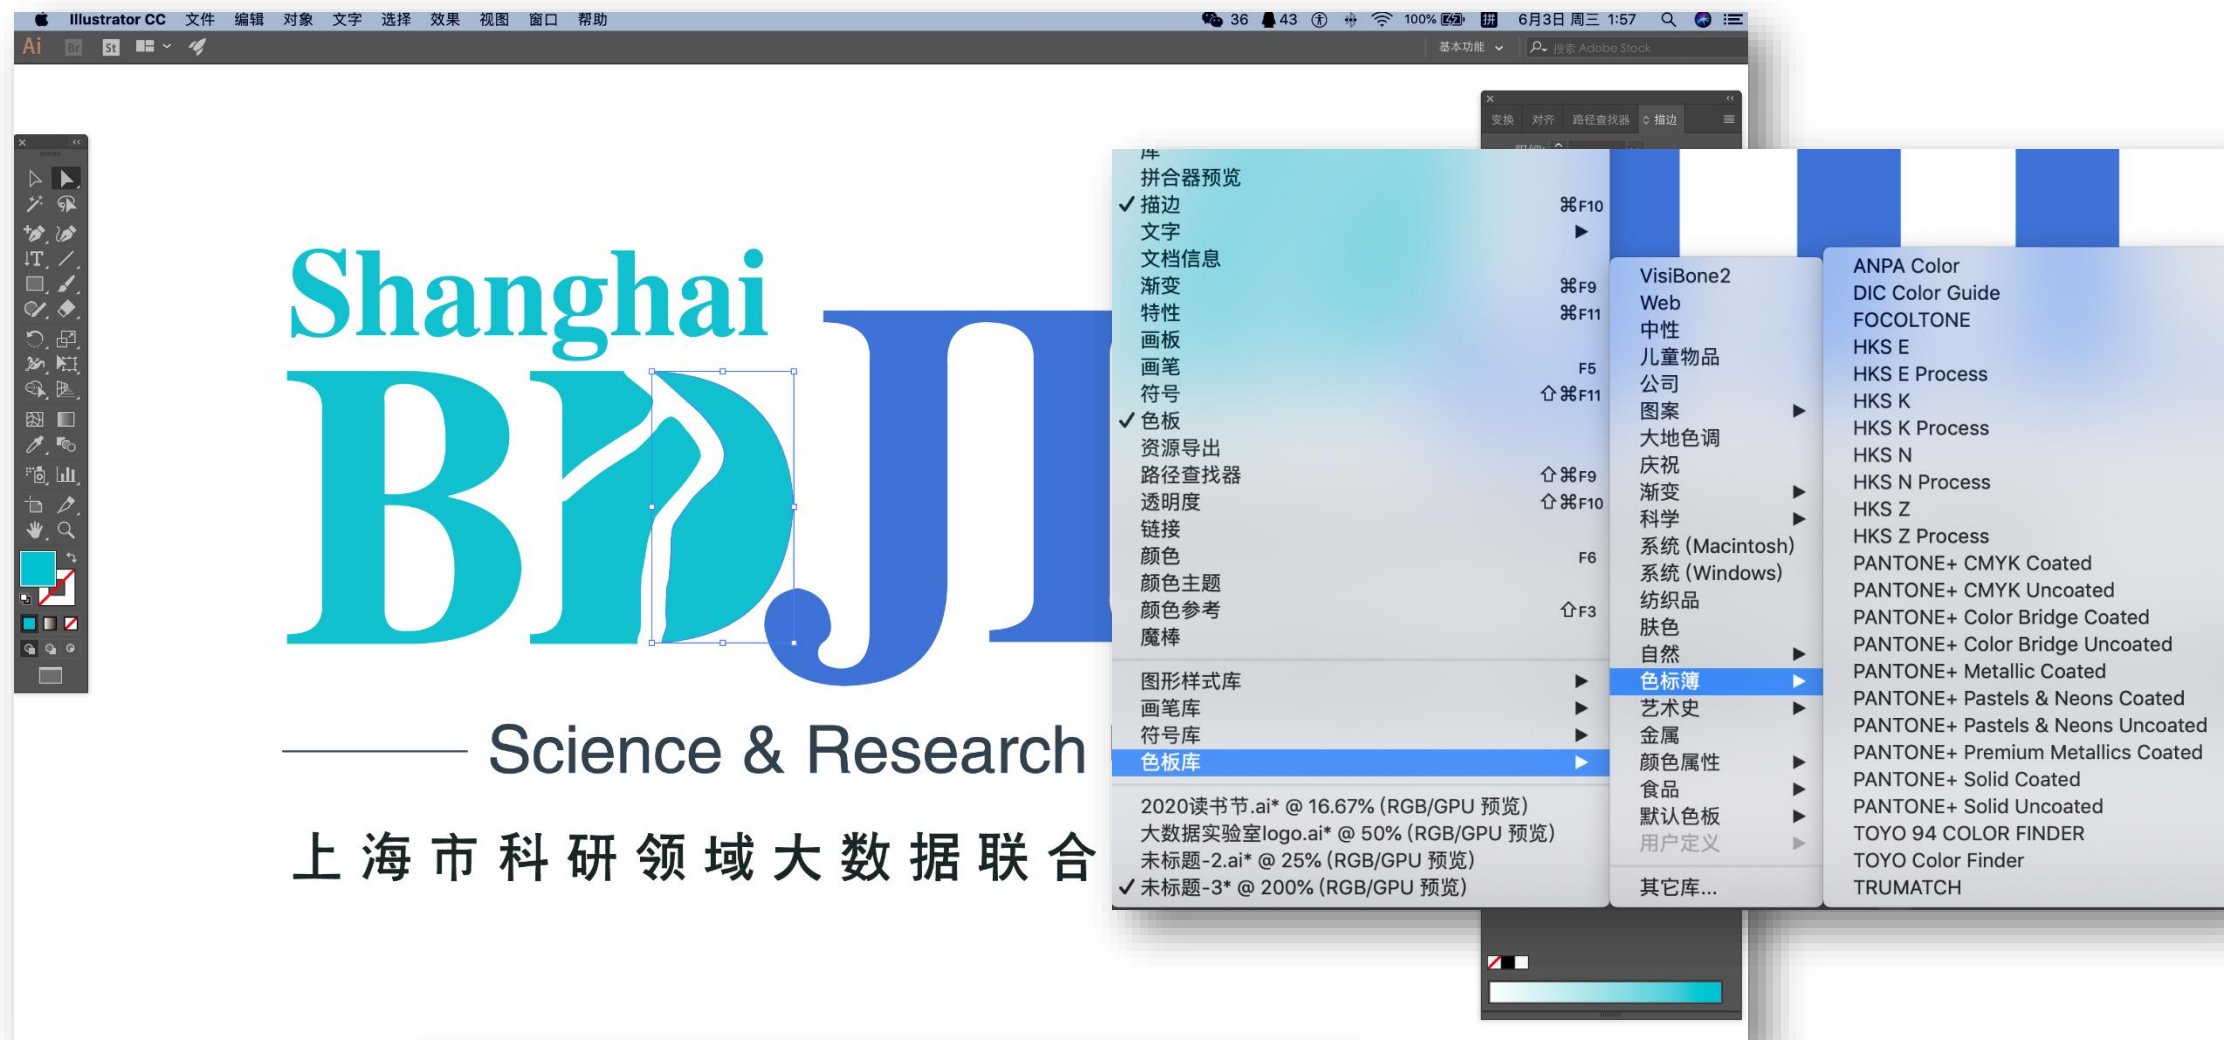 Illustrator CC 文件 编辑 对象 文字 选择 效果 视图 窗口 帮助
36 43 100% 拼 6月3日 周三 1:57
Ai Br St
基本功能
搜索 Adobe Stock
变换 对齐 路径查找器 描边
Shanghai
BDJL
Science & Research
上海市科研领域大数据联合
库
拼合器预览
✓描边 ⌘F10
文字 ▶
文档信息
渐变 ⌘F9
特性 ⌘F11
画板
画笔 F5
符号 ⇧⌘F11
✓色板
资源导出
路径查找器 ⇧⌘F9
透明度 ⇧⌘F10
链接
颜色 F6
颜色主题
颜色参考 ⇧F3
魔棒
图形样式库 ▶
画笔库 ▶
符号库 ▶
色板库 ▶
2020读书节.ai* @ 16.67% (RGB/GPU 预览)
大数据实验室logo.ai* @ 50% (RGB/GPU 预览)
未标题-2.ai* @ 25% (RGB/GPU 预览)
✓未标题-3* @ 200% (RGB/GPU 预览)
VisiBone2
Web
中性
儿童物品
公司
图案 ▶
大地色调
庆祝
渐变 ▶
科学 ▶
系统 (Macintosh)
系统 (Windows)
纺织品
肤色
自然 ▶
色标簿 ▶
艺术史 ▶
金属
颜色属性 ▶
食品 ▶
默认色板 ▶
用户定义 ▶
其它库...
ANPA Color
DIC Color Guide
FOCOLTONE
HKS E
HKS E Process
HKS K
HKS K Process
HKS N
HKS N Process
HKS Z
HKS Z Process
PANTONE+ CMYK Coated
PANTONE+ CMYK Uncoated
PANTONE+ Color Bridge Coated
PANTONE+ Color Bridge Uncoated
PANTONE+ Metallic Coated
PANTONE+ Pastels & Neons Coated
PANTONE+ Pastels & Neons Uncoated
PANTONE+ Premium Metallics Coated
PANTONE+ Solid Coated
PANTONE+ Solid Uncoated
TOYO 94 COLOR FINDER
TOYO Color Finder
TRUMATCH